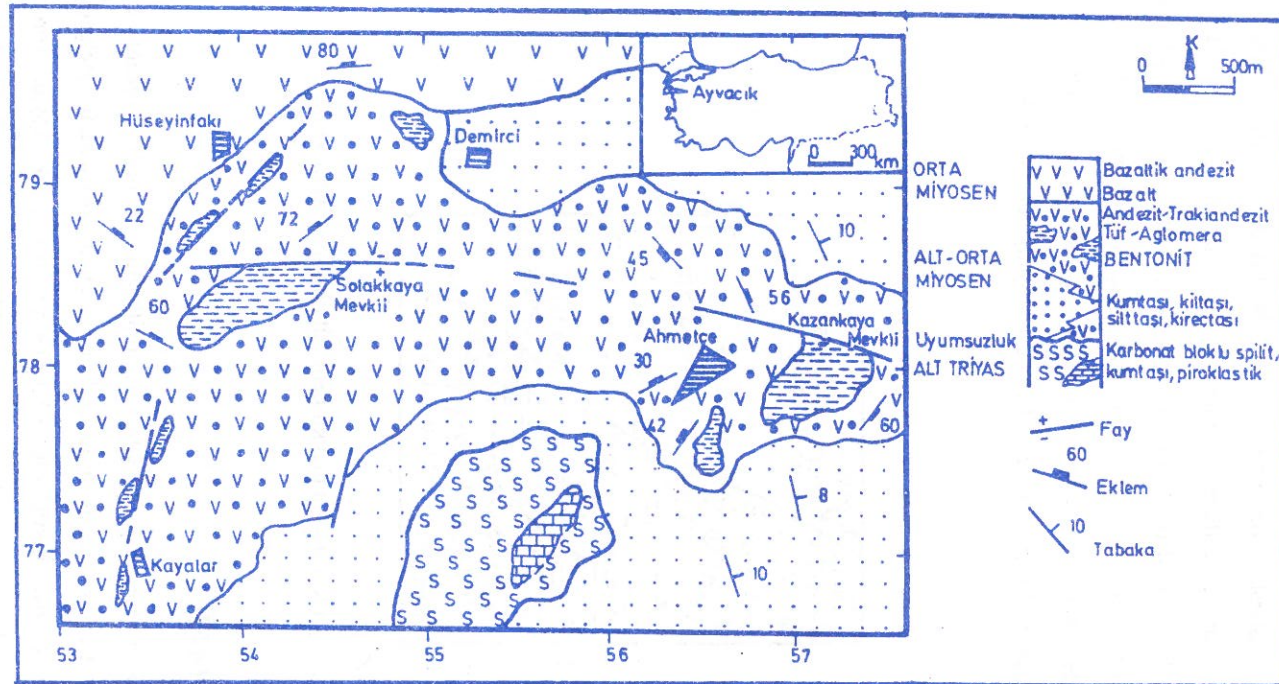 80
Hüseyinfakı
Demirci
79
22
72
45
10
Solakkaya
Mevkii
60
56
Kazankaya
Mevkii
Ahmetçe
78
30
42
60
8
77
Kayalar
10
53
54
55
56
57
Ayvacık
0 300
km
K
0 500m
ORTA
MİYOSEN
Bazaltik andezit
Bazalt
Andezit-Trakiandezit
Tüf-Aglomera
ALT-ORTA
MİYOSEN
BENTONİT
Kumtaşı, kiltaşı,
silttaşı, kireçtaşı
Uyumsuzluk
ALT TRİYAS
Karbonat bloklu spilit,
kumtaşı, piroklastik
+
-
Fay
60
Eklem
10
Tabaka